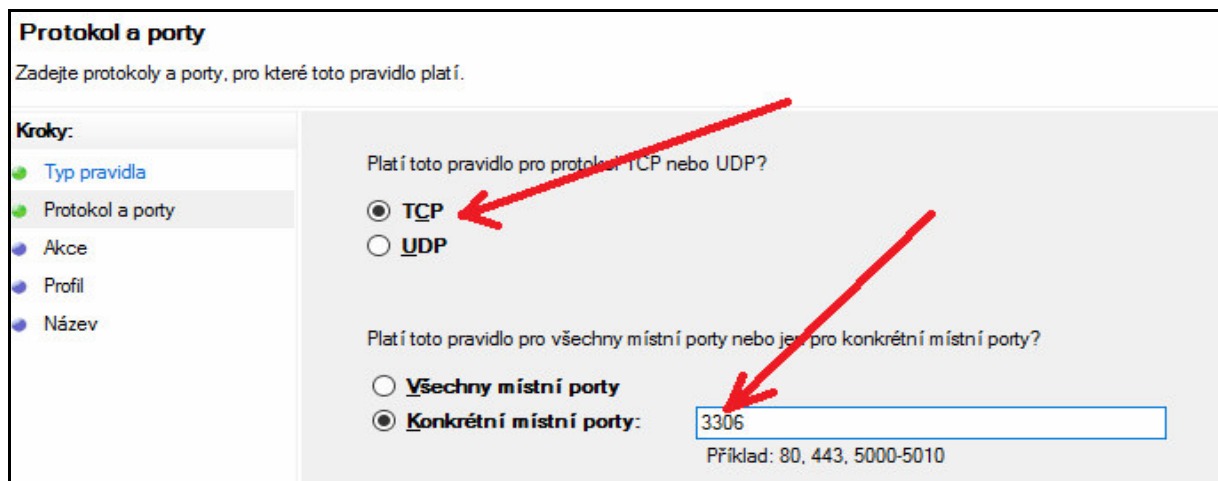 Protokol a porty
Zadejte protokoly a porty, pro které toto pravidlo platí.
Kroky:
Typ pravidla
Protokol a porty
Akce
Profil
Název
Platí toto pravidlo pro protokol TCP nebo UDP?
TCP
UDP
Platí toto pravidlo pro všechny místní porty nebo jen pro konkrétní místní porty?
Všechny místní porty
Konkrétní místní porty: 3306
Příklad: 80, 443, 5000-5010